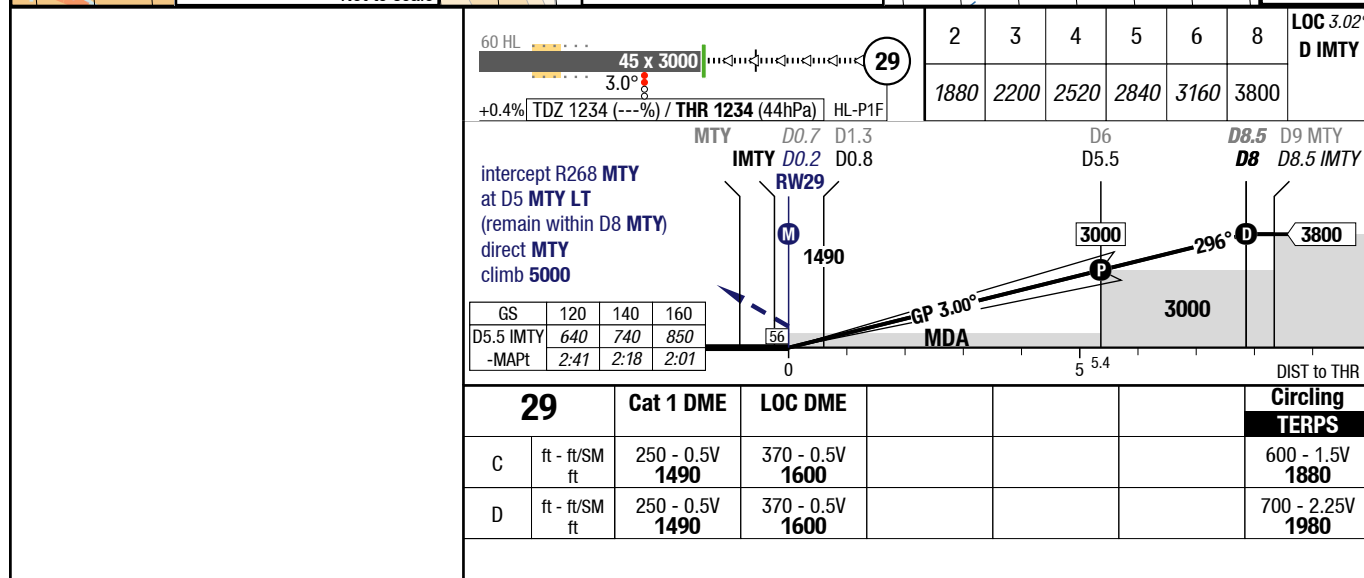 60 HL
45 x 3000
29
3.0°
+0.4% TDZ 1234 (---%) / THR 1234 (44hPa) HL-P1F
2 3 4 5 6 8 LOC 3.02°
D IMTY
1880 2200 2520 2840 3160 3800
MTY D0.7 D1.3 D6 D8.5 D9 MTY
IMTY D0.2 D0.8 D5.5 D8 D8.5 IMTY
RW29
intercept R268 MTY
at D5 MTY LT
(remain within D8 MTY)
direct MTY
climb 5000
M
1490
3000
P
296°
D
3800
GP 3.00°
3000
MDA
56
GS 120 140 160
D5.5 IMTY 640 740 850
-MAPt 2:41 2:18 2:01
0 5 5.4 DIST to THR
29 Cat 1 DME LOC DME Circling
TERPS
C ft - ft/SM 250 - 0.5V 370 - 0.5V 600 - 1.5V
ft 1490 1600 1880
D ft - ft/SM 250 - 0.5V 370 - 0.5V 700 - 2.25V
ft 1490 1600 1980